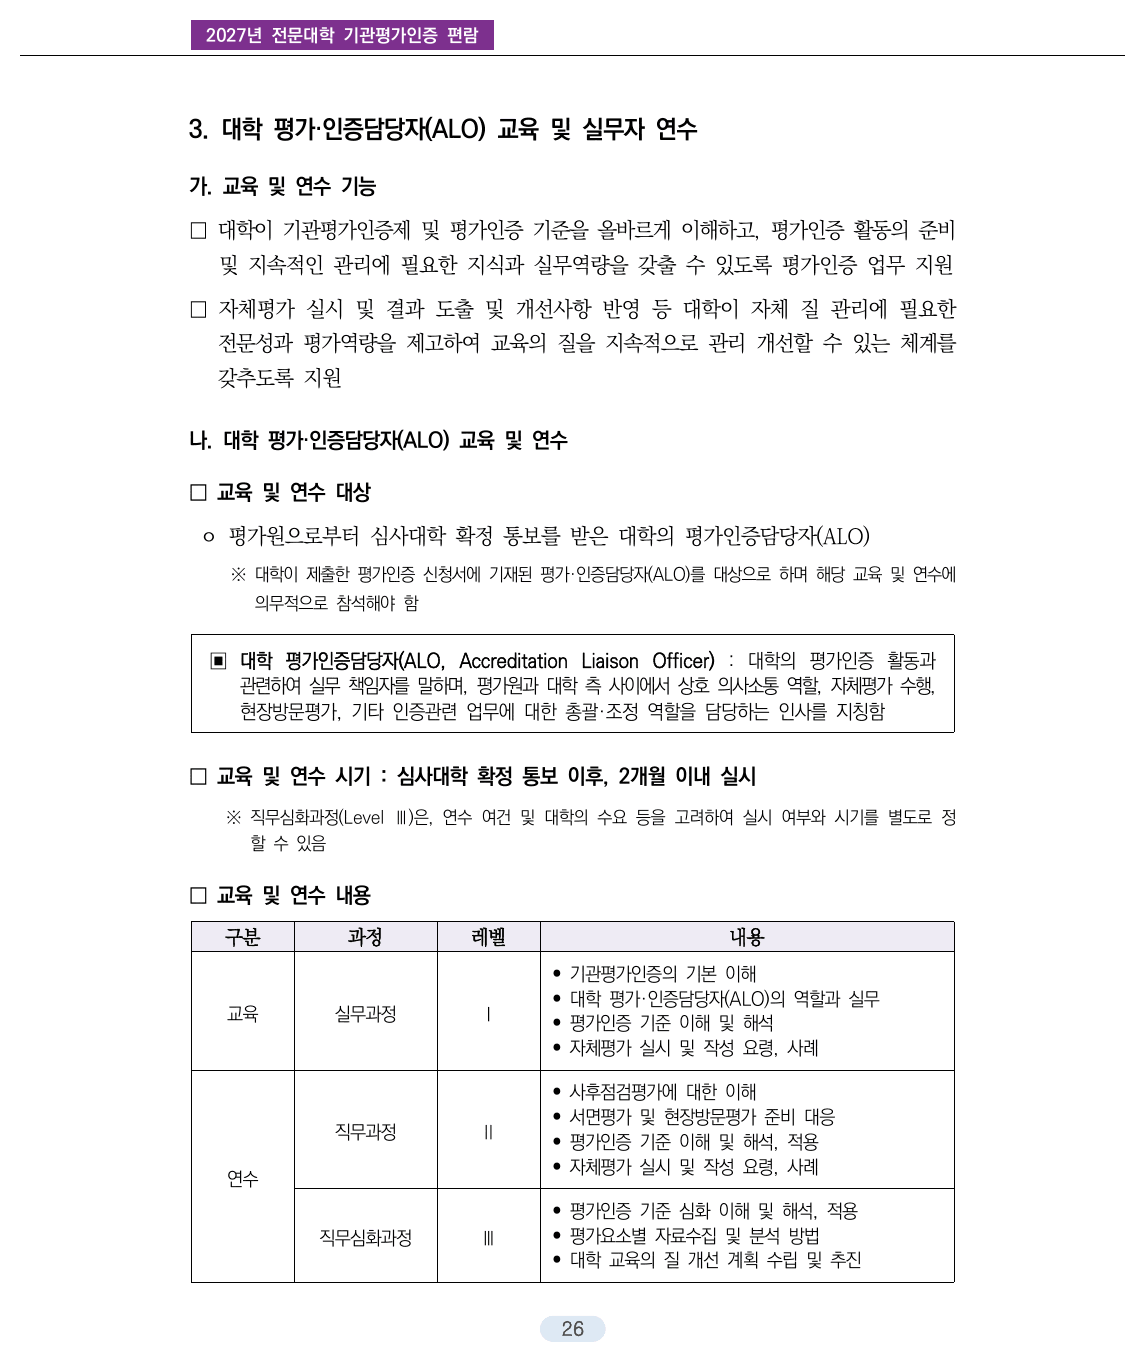 2027년 전문대학 기관평가인증 편람
3. 대학 평가·인증담당자(ALO) 교육 및 실무자 연수
가. 교육 및 연수 기능
□ 대학이 기관평가인증제 및 평가인증 기준을 올바르게 이해하고, 평가인증 활동의 준비
및 지속적인 관리에 필요한 지식과 실무역량을 갖출 수 있도록 평가인증 업무 지원
□ 자체평가 실시 및 결과 도출 및 개선사항 반영 등 대학이 자체 질 관리에 필요한
전문성과 평가역량을 제고하여 교육의 질을 지속적으로 관리 개선할 수 있는 체계를
갖추도록 지원
나. 대학 평가·인증담당자(ALO) 교육 및 연수
□ 교육 및 연수 대상
ㅇ 평가원으로부터 심사대학 확정 통보를 받은 대학의 평가인증담당자(ALO)
※ 대학이 제출한 평가인증 신청서에 기재된 평가·인증담당자(ALO)를 대상으로 하며 해당 교육 및 연수에
의무적으로 참석해야 함
▣ 대학 평가인증담당자(ALO, Accreditation Liaison Officer) : 대학의 평가인증 활동과
관련하여 실무 책임자를 말하며, 평가원과 대학 측 사이에서 상호 의사소통 역할, 자체평가 수행,
현장방문평가, 기타 인증관련 업무에 대한 총괄·조정 역할을 담당하는 인사를 지칭함
□ 교육 및 연수 시기 : 심사대학 확정 통보 이후, 2개월 이내 실시
※ 직무심화과정(Level Ⅲ)은, 연수 여건 및 대학의 수요 등을 고려하여 실시 여부와 시기를 별도로 정
할 수 있음
□ 교육 및 연수 내용
구분 과정 레벨 내용
교육 실무과정 Ⅰ
• 기관평가인증의 기본 이해
• 대학 평가·인증담당자(ALO)의 역할과 실무
• 평가인증 기준 이해 및 해석
• 자체평가 실시 및 작성 요령, 사례
연수 직무과정 Ⅱ
• 사후점검평가에 대한 이해
• 서면평가 및 현장방문평가 준비 대응
• 평가인증 기준 이해 및 해석, 적용
• 자체평가 실시 및 작성 요령, 사례
직무심화과정 Ⅲ
• 평가인증 기준 심화 이해 및 해석, 적용
• 평가요소별 자료수집 및 분석 방법
• 대학 교육의 질 개선 계획 수립 및 추진
26